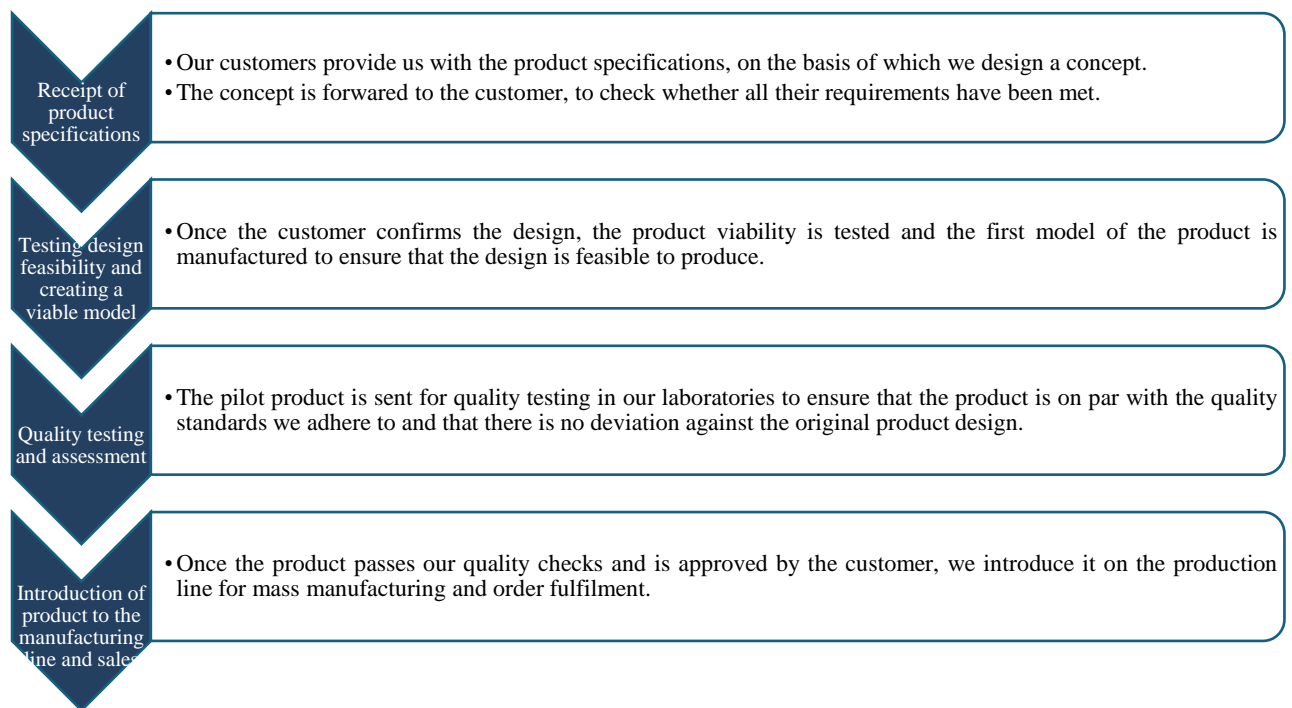 Receipt of
product
specifications
• Our customers provide us with the product specifications, on the basis of which we design a concept.
• The concept is forwared to the customer, to check whether all their requirements have been met.
Testing design
feasibility and
creating a
viable model
• Once the customer confirms the design, the product viability is tested and the first model of the product is
manufactured to ensure that the design is feasible to produce.
Quality testing
and assessment
• The pilot product is sent for quality testing in our laboratories to ensure that the product is on par with the quality
standards we adhere to and that there is no deviation against the original product design.
Introduction of
product to the
manufacturing
line and sales
• Once the product passes our quality checks and is approved by the customer, we introduce it on the production
line for mass manufacturing and order fulfilment.